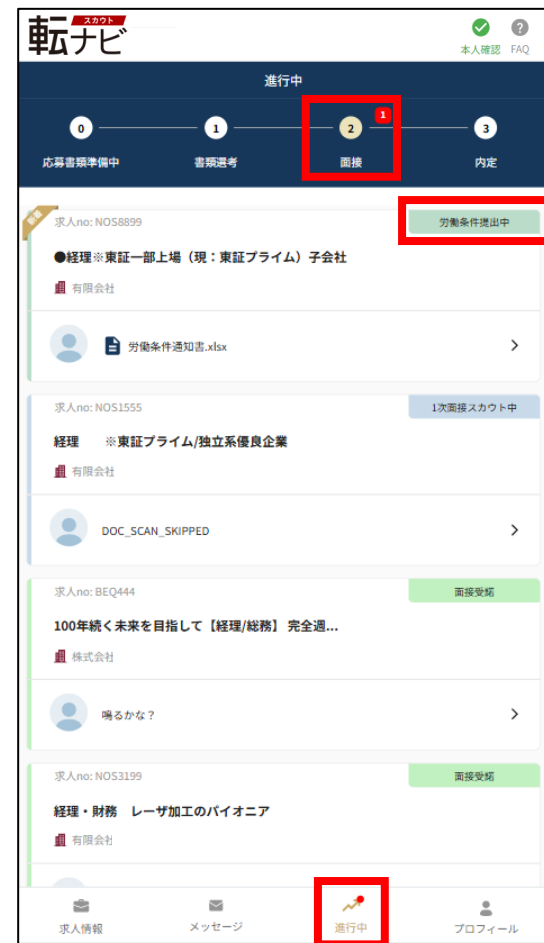 スカウト
転ナビ
?
本人確認 FAQ
進行中
0 1 2 1 3
応募書類準備中 書類選考 面接 内定
新着
求人no: NOS8899 労働条件提出中
●経理※東証一部上場（現：東証プライム）子会社
有限会社
労働条件通知書.xlsx
求人no: NOS1555 1次面接スカウト中
経理　　※東証プライム/独立系優良企業
有限会社
DOC_SCAN_SKIPPED
求人no: BEQ444 面接受諾
100年続く未来を目指して【経理/総務】 完全週...
株式会社
鳴るかな？
求人no: NOS3199 面接受諾
経理・財務　レーザ加工のパイオニア
有限会社
求人情報 メッセージ 進行中 プロフィール